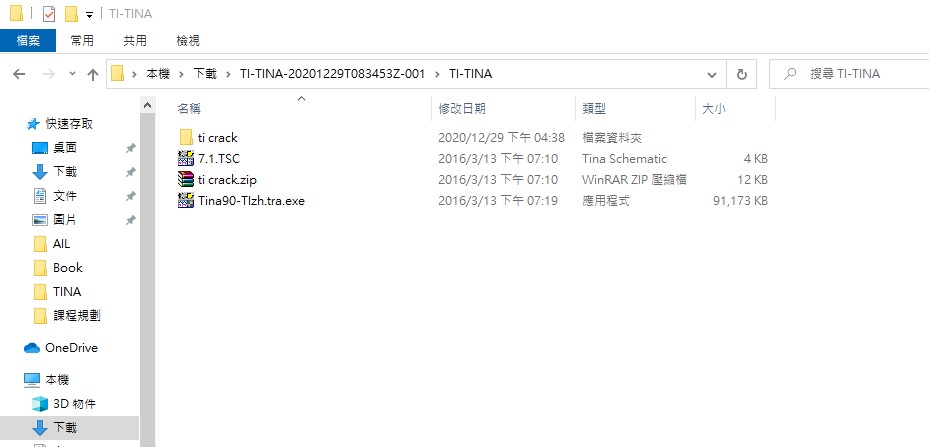 TI-TINA
檔案 常用 共用 檢視
本機 下載 TI-TINA-20201229T083453Z-001 TI-TINA 搜尋 TI-TINA
名稱 修改日期 類型 大小
快速存取
桌面
下載
文件
圖片
AIL
Book
TINA
課程規劃
OneDrive
本機
3D 物件
下載
ti crack 2020/12/29 下午 04:38 檔案資料夾
7.1.TSC 2016/3/13 下午 07:10 Tina Schematic 4 KB
ti crack.zip 2016/3/13 下午 07:10 WinRAR ZIP 壓縮檔 12 KB
Tina90-TIzh.tra.exe 2016/3/13 下午 07:19 應用程式 91,173 KB